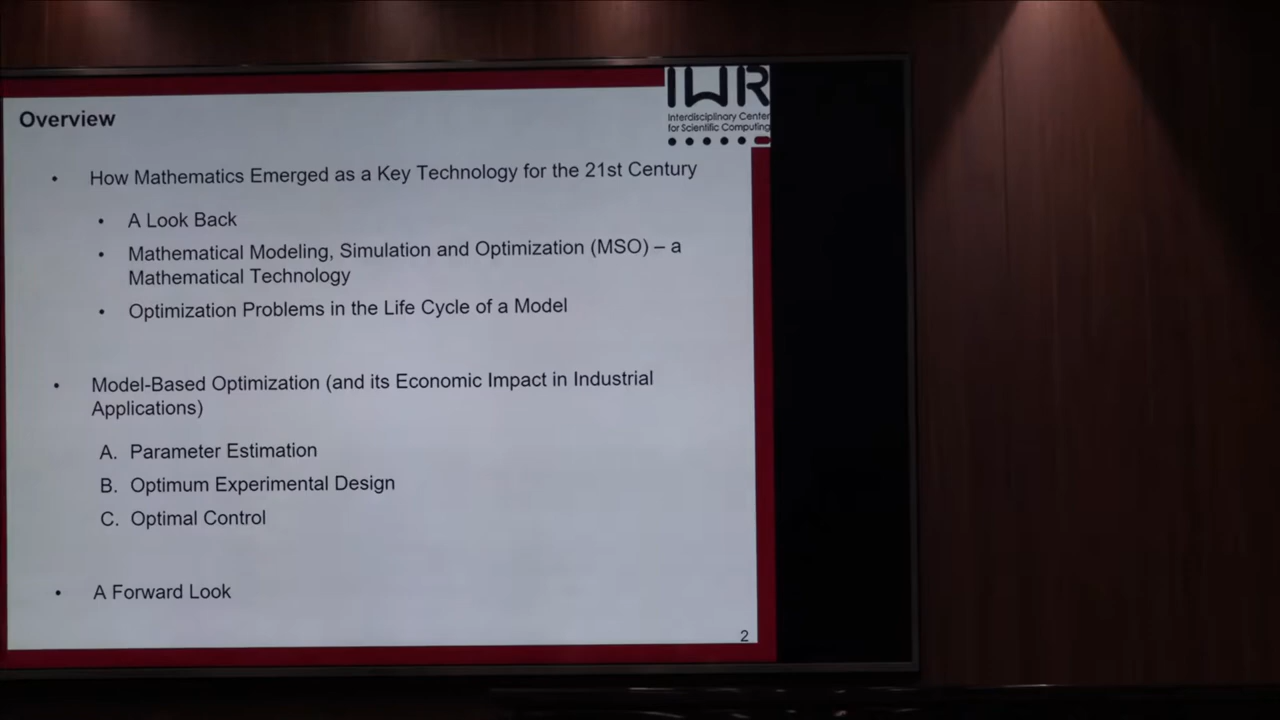 IWR
Interdisciplinary Center
for Scientific Computing
Overview
• How Mathematics Emerged as a Key Technology for the 21st Century
• A Look Back
• Mathematical Modeling, Simulation and Optimization (MSO) – a
Mathematical Technology
• Optimization Problems in the Life Cycle of a Model
• Model-Based Optimization (and its Economic Impact in Industrial
Applications)
A. Parameter Estimation
B. Optimum Experimental Design
C. Optimal Control
• A Forward Look
2